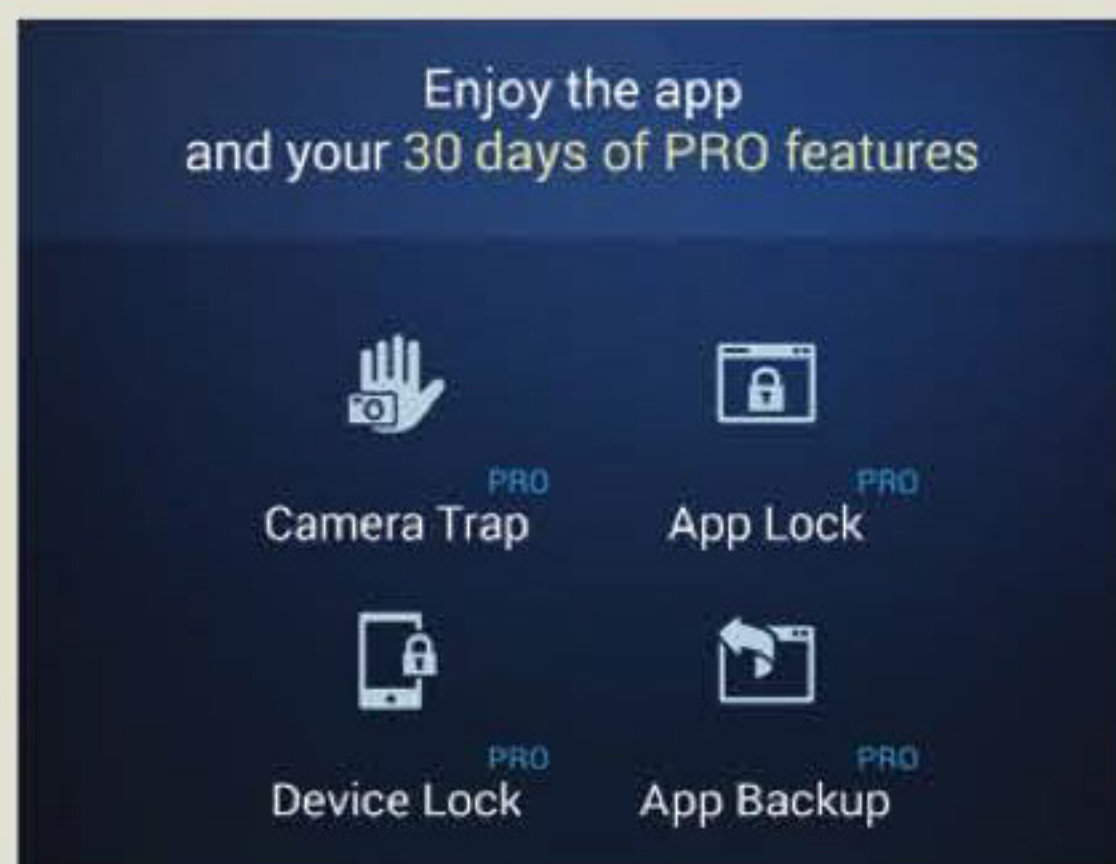 Enjoy the app
and your 30 days of PRO features
PRO
PRO
Camera Trap
App Lock
PRO
PRO
Device Lock
App Backup